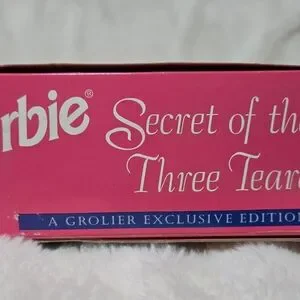 rbie®
Secret of th
Three Tear
A GROLIER EXCLUSIVE EDITIO